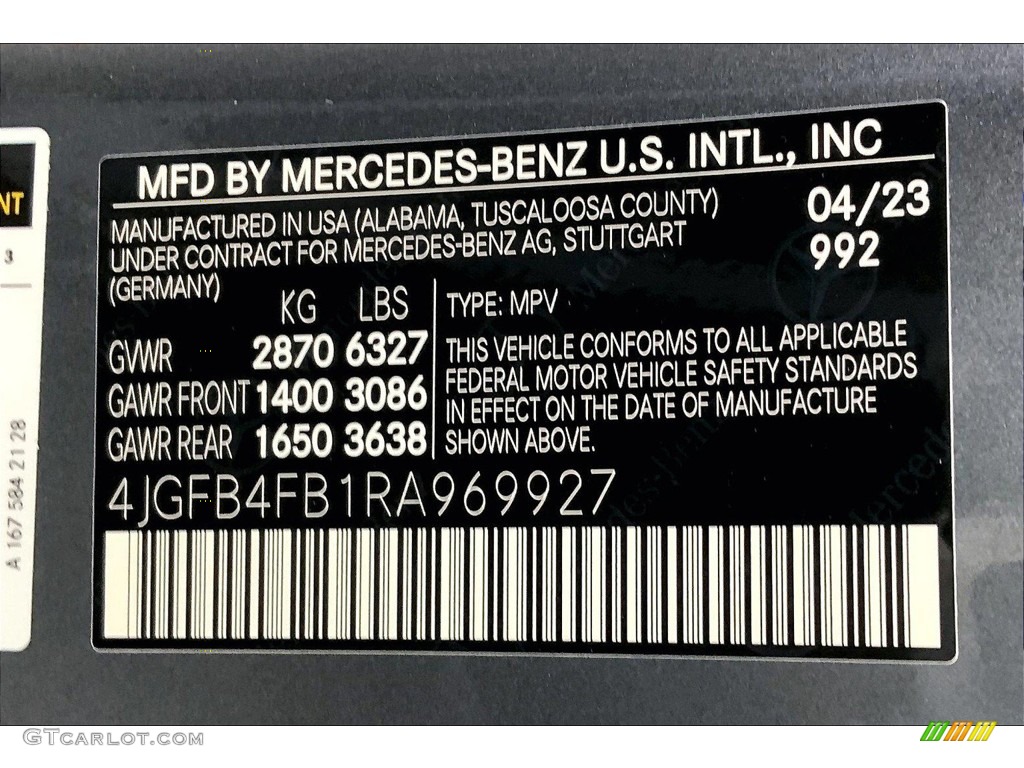 MFD BY MERCEDES-BENZ U.S. INTL., INC
MANUFACTURED IN USA (ALABAMA, TUSCALOOSA COUNTY)
UNDER CONTRACT FOR MERCEDES-BENZ AG, STUTTGART
(GERMANY)
04/23
992
KG LBS
GVWR 2870 6327
GAWR FRONT 1400 3086
GAWR REAR 1650 3638
TYPE: MPV
THIS VEHICLE CONFORMS TO ALL APPLICABLE
FEDERAL MOTOR VEHICLE SAFETY STANDARDS
IN EFFECT ON THE DATE OF MANUFACTURE
SHOWN ABOVE.
4JGFB4FB1RA969927
NT
3
A 167 584 21 28
GTcarlot.com